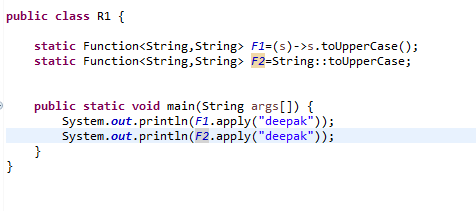 public class R1 {
static Function<String,String> F1=(s)->s.toUpperCase();
static Function<String,String> F2=String::toUpperCase;
public static void main(String args[]) {
System.out.println(F1.apply("deepak"));
System.out.println(F2.apply("deepak"));
}
}